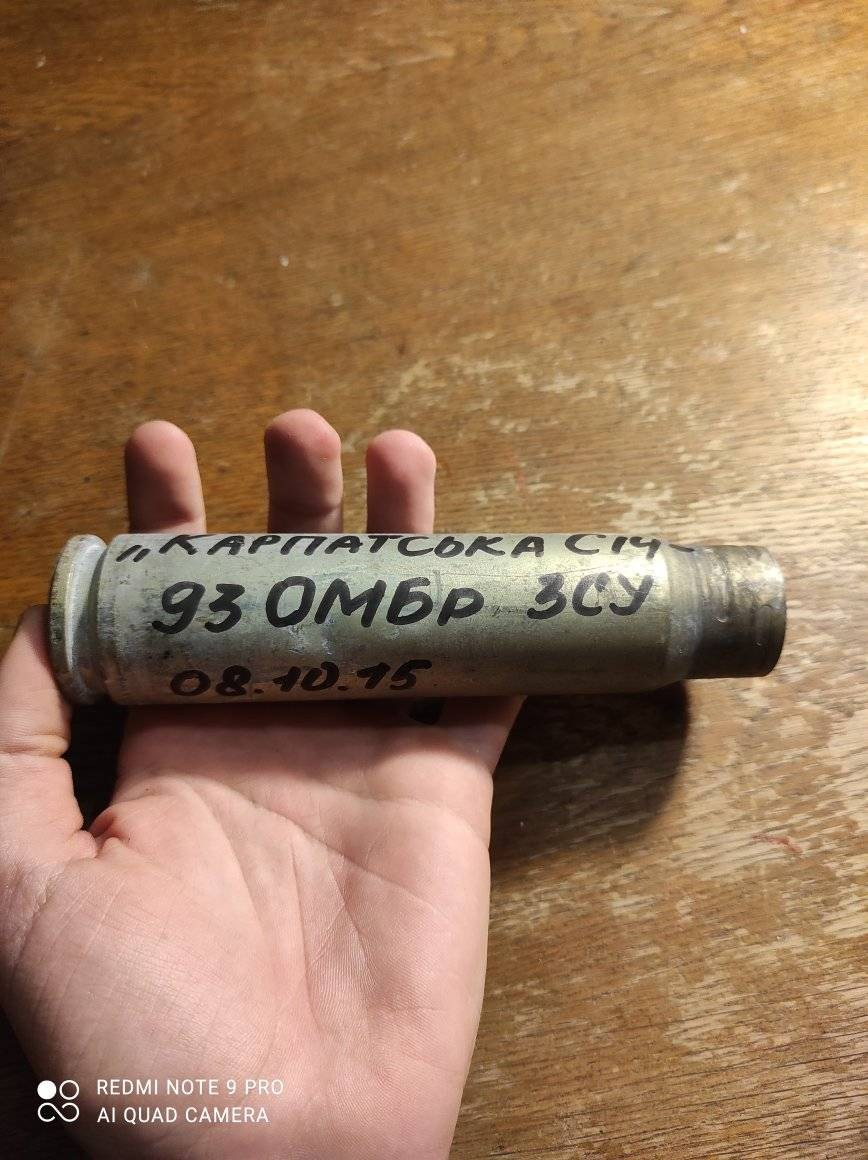 „КАРПАТСЬКА СІЧ
93 ОМБр ЗСУ
08.10.15
REDMI NOTE 9 PRO
AI QUAD CAMERA